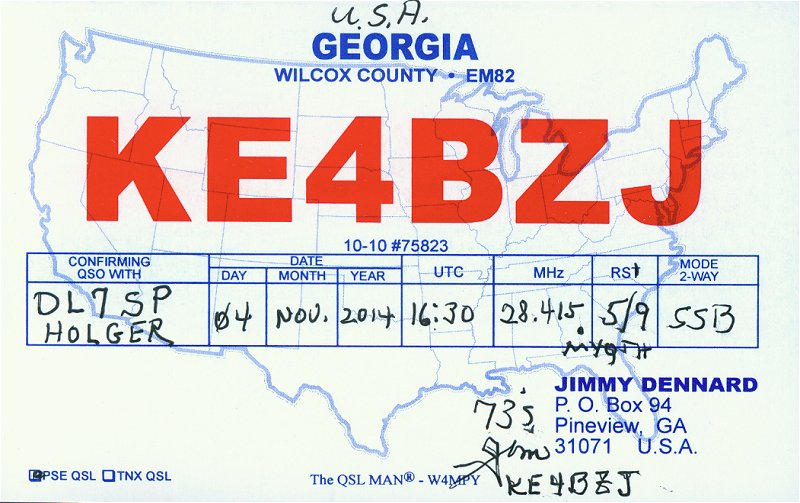 U.S.A.
GEORGIA
WILCOX COUNTY • EM82
KE4BZJ
10-10 #75823
CONFIRMING QSO WITH DATE DAY MONTH YEAR UTC MHz RST MODE 2-WAY
DL7SP HOLGER 04 NOV. 2014 16:30 28.415 5/9 SSB
MY QTH
JIMMY DENNARD
73's P. O. Box 94
Pineview, GA
Jim 31071 U.S.A.
PSE QSL TNX QSL The QSL MAN® - W4MPY KE4BZJ